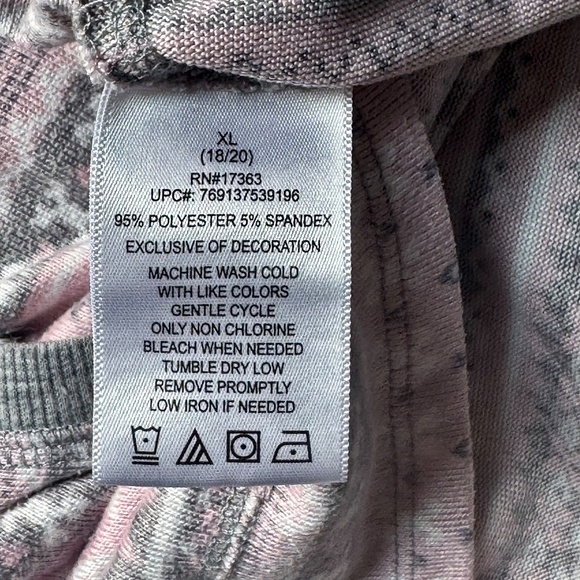 XL
(18/20)
RN#17363
UPC#: 769137539196
95% POLYESTER 5% SPANDEX
EXCLUSIVE OF DECORATION
MACHINE WASH COLD
WITH LIKE COLORS
GENTLE CYCLE
ONLY NON CHLORINE
BLEACH WHEN NEEDED
TUMBLE DRY LOW
REMOVE PROMPTLY
LOW IRON IF NEEDED